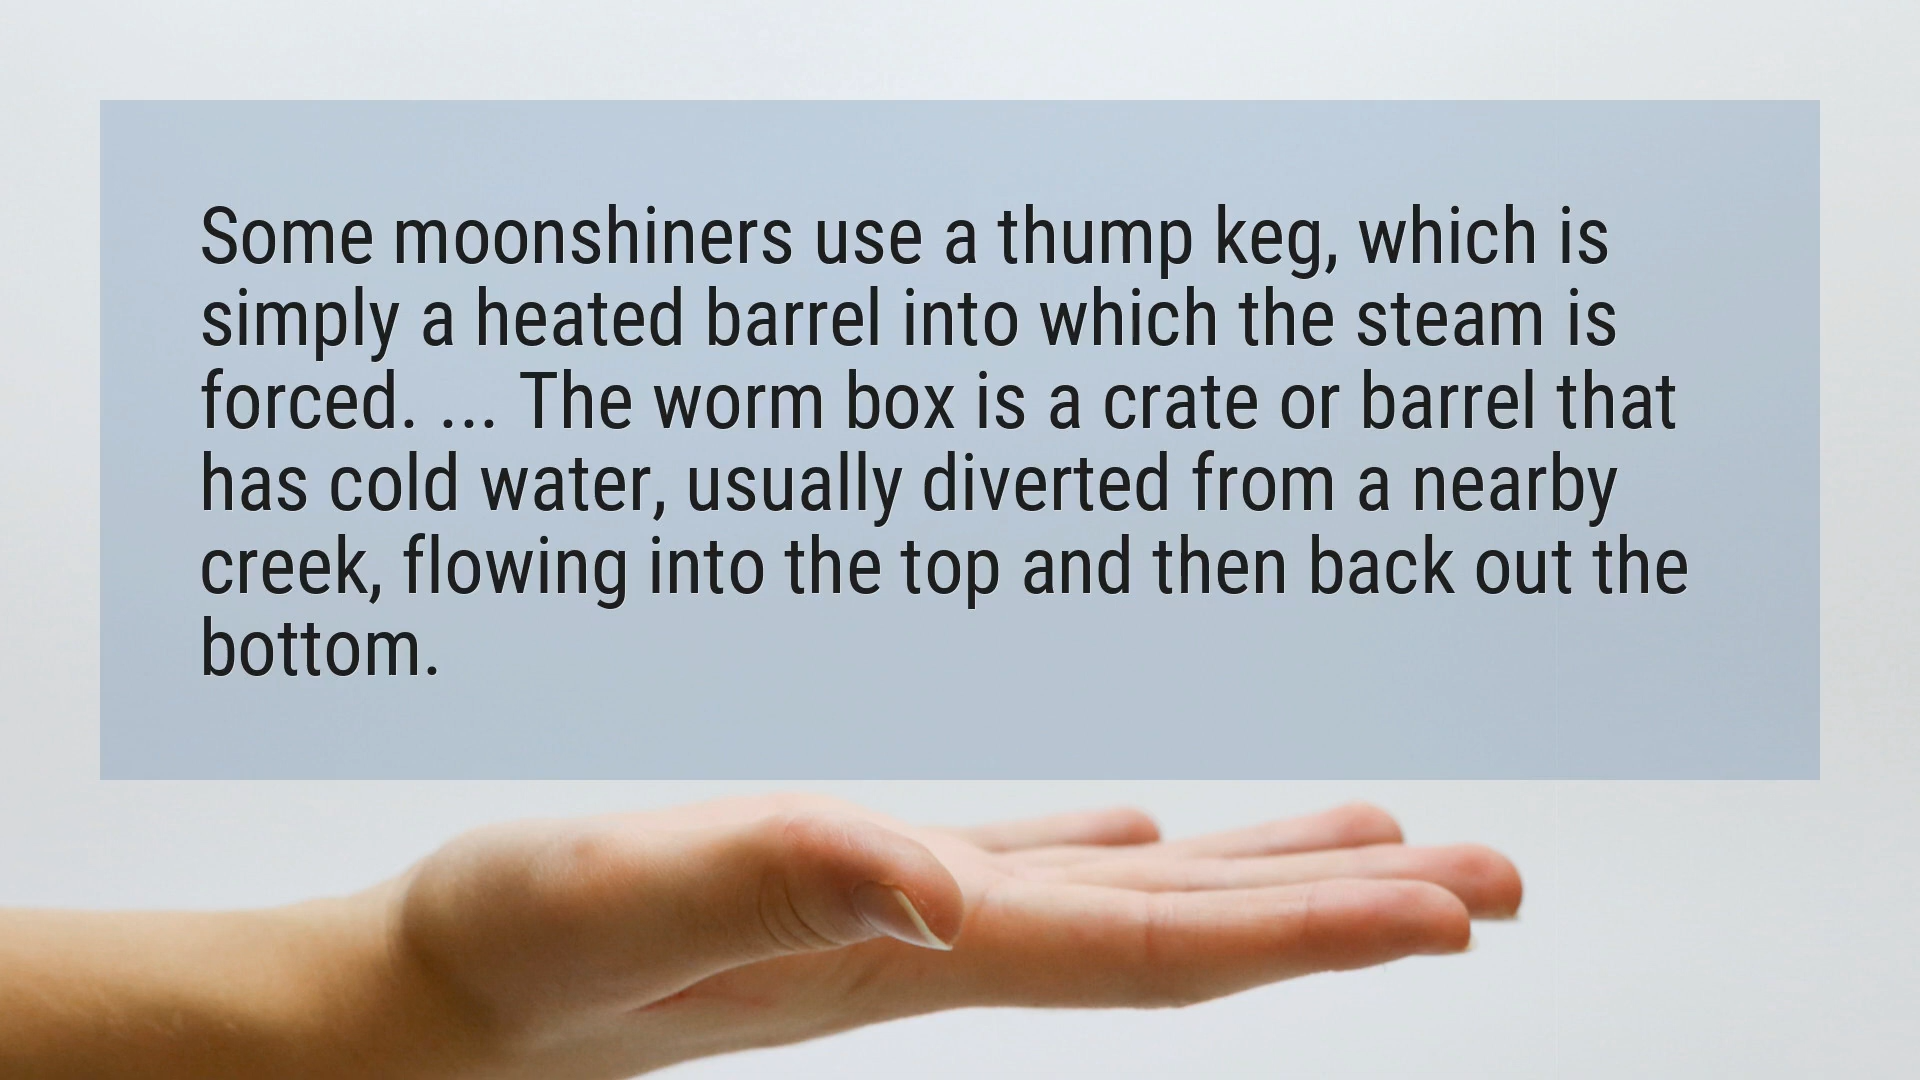 Some moonshiners use a thump keg, which is
simply a heated barrel into which the steam is
forced. ... The worm box is a crate or barrel that
has cold water, usually diverted from a nearby
creek, flowing into the top and then back out the
bottom.